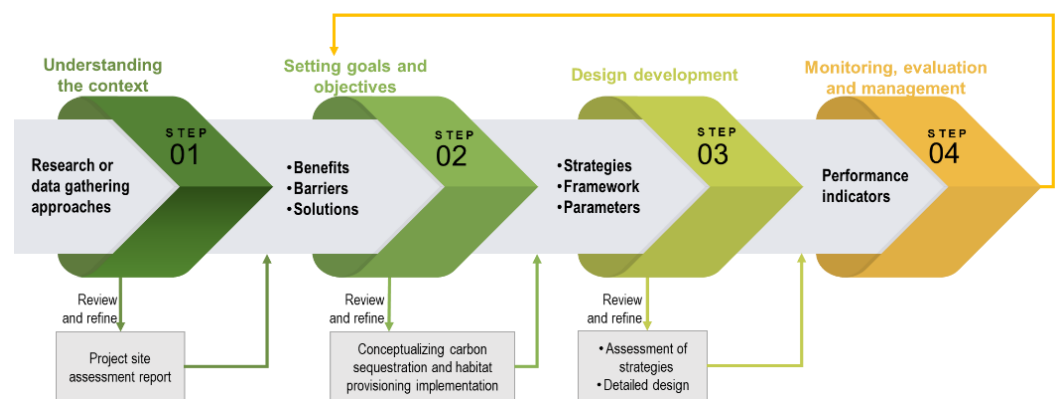 Understanding
the context
STEP
01
Research or
data gathering
approaches
Review
and refine
Project site
assessment report
Setting goals and
objectives
STEP
02
•Benefits
•Barriers
•Solutions
Review
and refine
Conceptualizing carbon
sequestration and habitat
provisioning implementation
Design development
STEP
03
•Strategies
•Framework
•Parameters
Review
and refine
• Assessment of
strategies
• Detailed design
Monitoring, evaluation
and management
STEP
04
Performance
indicators